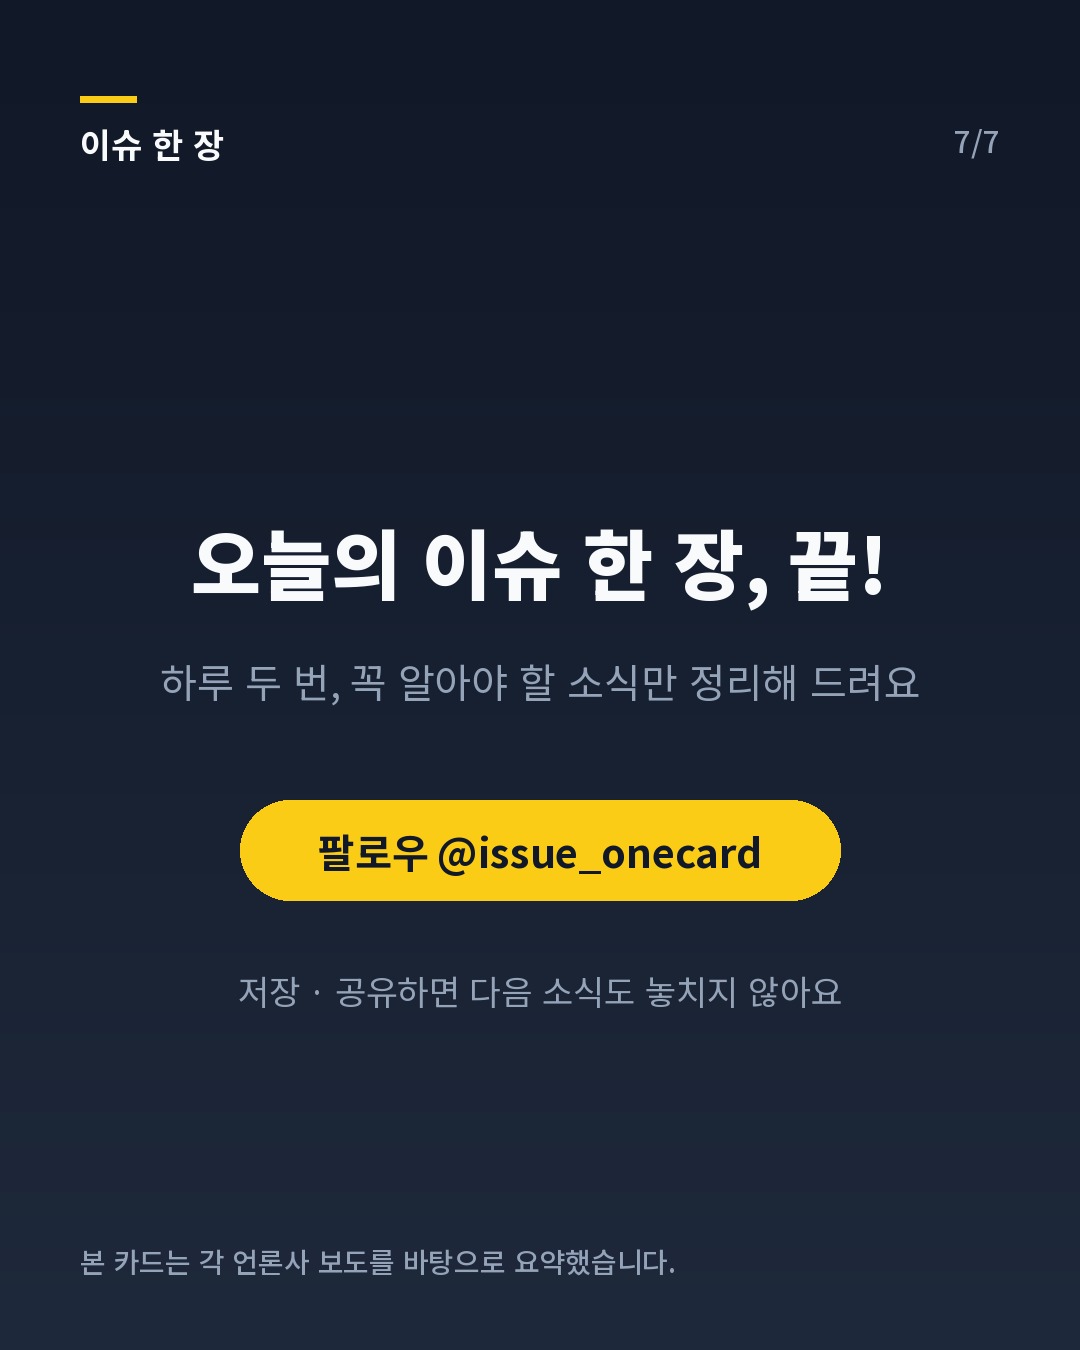 이슈 한 장
7/7
오늘의 이슈 한 장, 끝!
하루 두 번, 꼭 알아야 할 소식만 정리해 드려요
팔로우 @issue_onecard
저장 · 공유하면 다음 소식도 놓치지 않아요
본 카드는 각 언론사 보도를 바탕으로 요약했습니다.